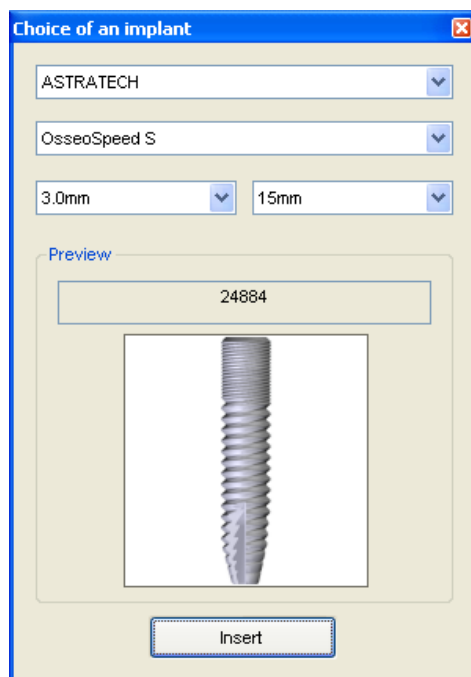 Choice of an implant
ASTRATECH
OsseoSpeed S
3.0mm 15mm
Preview
24884
Insert